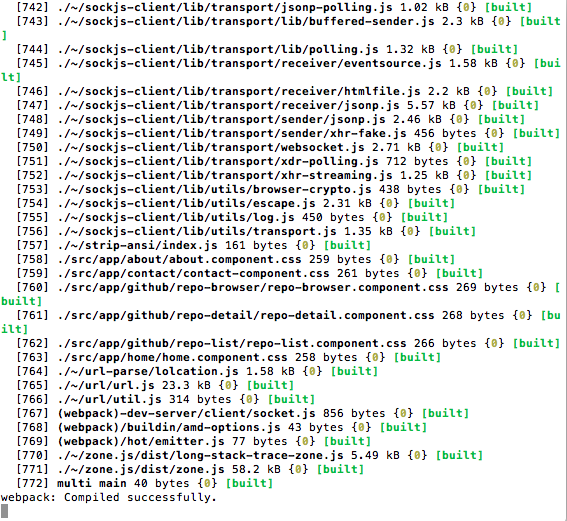 [742] ./~/sockjs-client/lib/transport/jsonp-polling.js 1.02 kB {0} [built]
[743] ./~/sockjs-client/lib/transport/lib/buffered-sender.js 2.3 kB {0} [built
]
[744] ./~/sockjs-client/lib/transport/lib/polling.js 1.32 kB {0} [built]
[745] ./~/sockjs-client/lib/transport/receiver/eventsource.js 1.58 kB {0} [bui
lt]
[746] ./~/sockjs-client/lib/transport/receiver/htmlfile.js 2.2 kB {0} [built]
[747] ./~/sockjs-client/lib/transport/receiver/jsonp.js 5.57 kB {0} [built]
[748] ./~/sockjs-client/lib/transport/sender/jsonp.js 2.46 kB {0} [built]
[749] ./~/sockjs-client/lib/transport/sender/xhr-fake.js 456 bytes {0} [built]
[750] ./~/sockjs-client/lib/transport/websocket.js 2.71 kB {0} [built]
[751] ./~/sockjs-client/lib/transport/xdr-polling.js 712 bytes {0} [built]
[752] ./~/sockjs-client/lib/transport/xhr-streaming.js 1.25 kB {0} [built]
[753] ./~/sockjs-client/lib/utils/browser-crypto.js 438 bytes {0} [built]
[754] ./~/sockjs-client/lib/utils/escape.js 2.31 kB {0} [built]
[755] ./~/sockjs-client/lib/utils/log.js 450 bytes {0} [built]
[756] ./~/sockjs-client/lib/utils/transport.js 1.35 kB {0} [built]
[757] ./~/strip-ansi/index.js 161 bytes {0} [built]
[758] ./src/app/about/about.component.css 259 bytes {0} [built]
[759] ./src/app/contact/contact-component.css 261 bytes {0} [built]
[760] ./src/app/github/repo-browser/repo-browser.component.css 269 bytes {0} [
built]
[761] ./src/app/github/repo-detail/repo-detail.component.css 268 bytes {0} [bu
ilt]
[762] ./src/app/github/repo-list/repo-list.component.css 266 bytes {0} [built]
[763] ./src/app/home/home.component.css 258 bytes {0} [built]
[764] ./~/url-parse/lolcation.js 1.58 kB {0} [built]
[765] ./~/url/url.js 23.3 kB {0} [built]
[766] ./~/url/util.js 314 bytes {0} [built]
[767] (webpack)-dev-server/client/socket.js 856 bytes {0} [built]
[768] (webpack)/buildin/amd-options.js 43 bytes {0} [built]
[769] (webpack)/hot/emitter.js 77 bytes {0} [built]
[770] ./~/zone.js/dist/long-stack-trace-zone.js 5.49 kB {0} [built]
[771] ./~/zone.js/dist/zone.js 58.2 kB {0} [built]
[772] multi main 40 bytes {0} [built]
webpack: Compiled successfully.